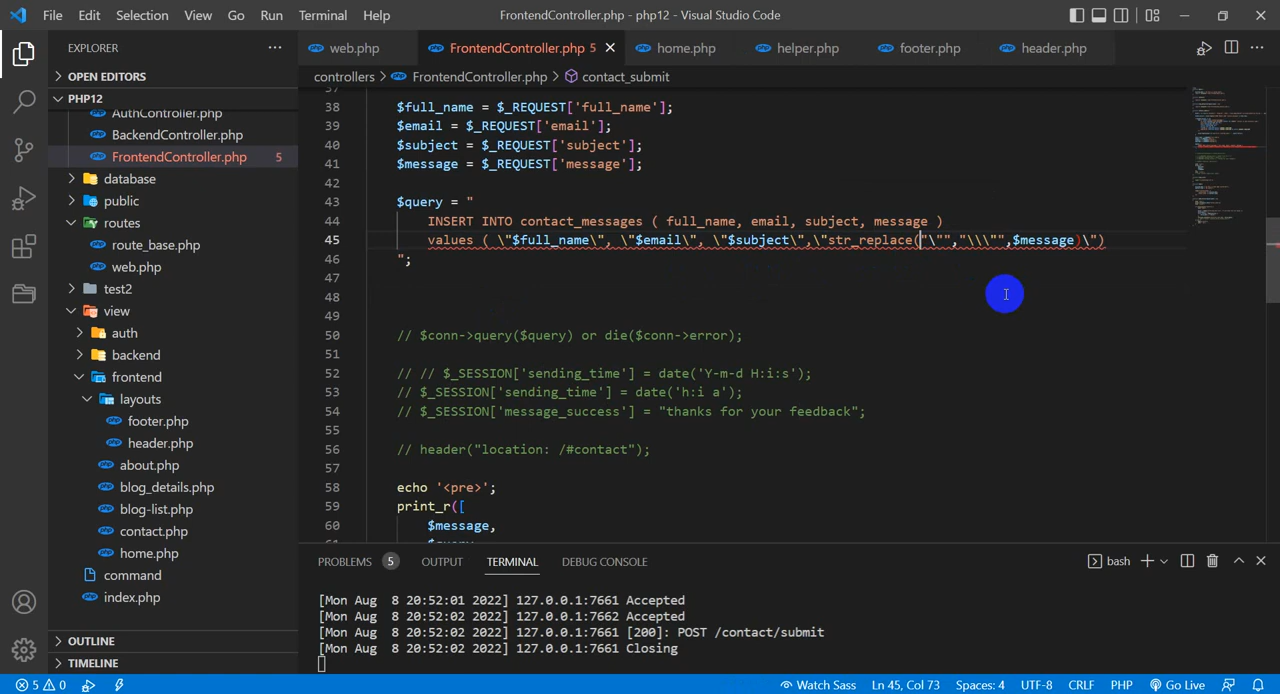 File Edit Selection View Go Run Terminal Help FrontendController.php - php12 - Visual Studio Code
EXPLORER ...
web.php FrontendController.php 5 home.php helper.php footer.php header.php
OPEN EDITORS
controllers > FrontendController.php > contact_submit
PHP12
AuthController.php
BackendController.php
FrontendController.php 5
database
public
routes
route_base.php
web.php
test2
view
auth
backend
frontend
layouts
footer.php
header.php
about.php
blog_details.php
blog-list.php
contact.php
home.php
command
index.php
OUTLINE
TIMELINE
37
38 $full_name = $_REQUEST['full_name'];
39 $email = $_REQUEST['email'];
40 $subject = $_REQUEST['subject'];
41 $message = $_REQUEST['message'];
42
43 $query = "
44 INSERT INTO contact_messages ( full_name, email, subject, message )
45 values ( \"$full_name\", \"$email\", \"$subject\",\"str_replace("\"","\\\"",$message)\")
46 ";
47
48
49
50 // $conn->query($query) or die($conn->error);
51
52 // // $_SESSION['sending_time'] = date('Y-m-d H:i:s');
53 // $_SESSION['sending_time'] = date('h:i a');
54 // $_SESSION['message_success'] = "thanks for your feedback";
55
56 // header("location: /#contact");
57
58 echo '<pre>';
59 print_r([
60 $message,
PROBLEMS 5 OUTPUT TERMINAL DEBUG CONSOLE bash
[Mon Aug 8 20:52:01 2022] 127.0.0.1:7661 Accepted
[Mon Aug 8 20:52:02 2022] 127.0.0.1:7662 Accepted
[Mon Aug 8 20:52:02 2022] 127.0.0.1:7661 [200]: POST /contact/submit
[Mon Aug 8 20:52:02 2022] 127.0.0.1:7661 Closing
5 0 Watch Sass Ln 45, Col 73 Spaces: 4 UTF-8 CRLF PHP Go Live